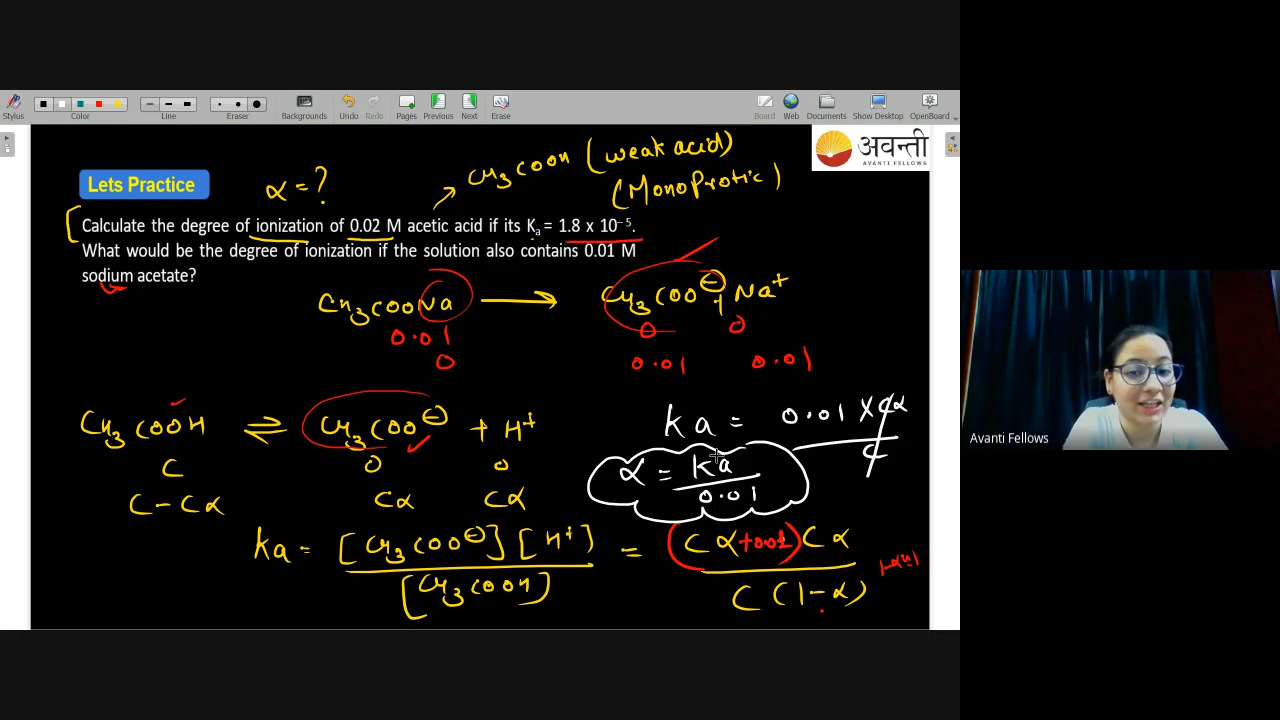 Stylus
Color
Line
Eraser
Backgrounds
Undo
Redo
Pages
Previous
Next
Erase
Board
Web
Documents
Show Desktop
OpenBoard
अवन्ती
AVANTI FELLOWS
CH3COOH (weak acid)
(MonoProtic)
Lets Practice
α = ?
Calculate the degree of ionization of 0.02 M acetic acid if its Ka = 1.8 x 10⁻⁵.
What would be the degree of ionization if the solution also contains 0.01 M
sodium acetate?
CH3COONa → CH3COO⊖ + Na+
0.01 0 0
0 0.01 0.01
CH3COOH ⇌ CH3COO⊖ + H+
C 0 0
C-Cα Cα Cα
Ka = 0.01 × Cα / C
α = Ka / 0.01
Ka = [CH3COO⊖][H+] / [CH3COOH] = (Cα+0.01)Cα / C(1-α)
1-α≈1
Avanti Fellows